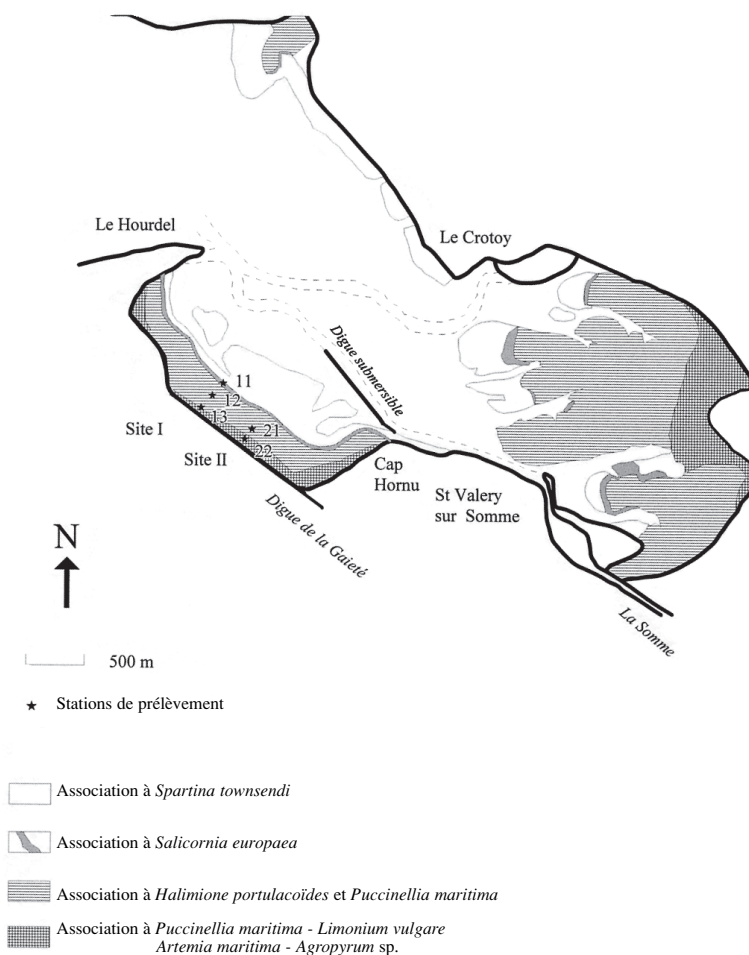 Le Hourdel
Le Crotoy
Digue submersible
11
12
13
21
22
Site I
Site II
Cap
Hornu
St Valery
sur Somme
Digue de la Gaieté
La Somme
N
500 m
Stations de prélèvement
Association à Spartina townsendi
Association à Salicornia europaea
Association à Halimione portulacoïdes et Puccinellia maritima
Association à Puccinellia maritima - Limonium vulgare
Artemia maritima - Agropyrum sp.